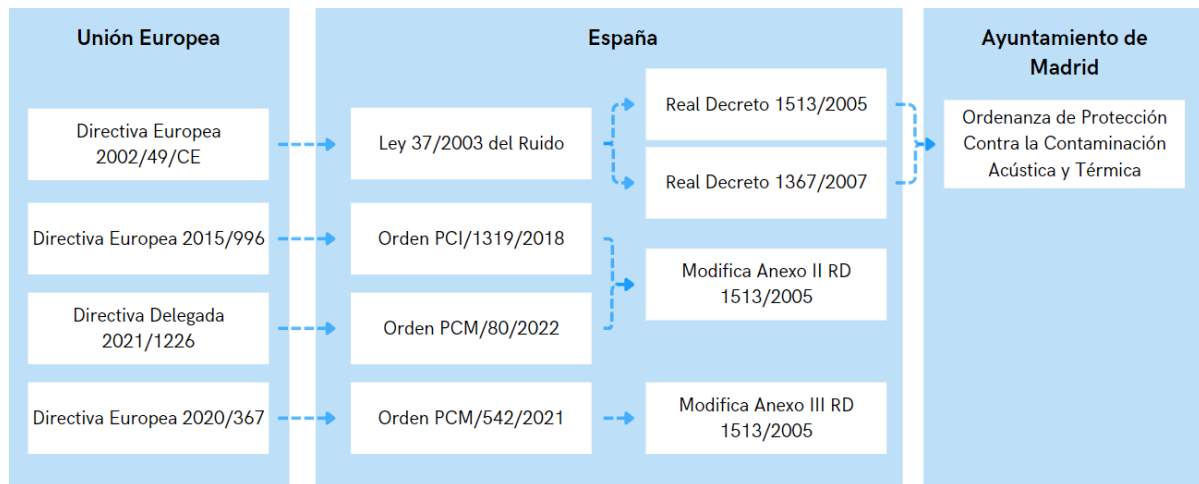 Unión Europea
España
Ayuntamiento de
Madrid
Directiva Europea
2002/49/CE
Ley 37/2003 del Ruido
Real Decreto 1513/2005
Real Decreto 1367/2007
Ordenanza de Protección
Contra la Contaminación
Acústica y Térmica
Directiva Europea 2015/996
Orden PCI/1319/2018
Directiva Delegada
2021/1226
Orden PCM/80/2022
Modifica Anexo II RD
1513/2005
Directiva Europea 2020/367
Orden PCM/542/2021
Modifica Anexo III RD
1513/2005